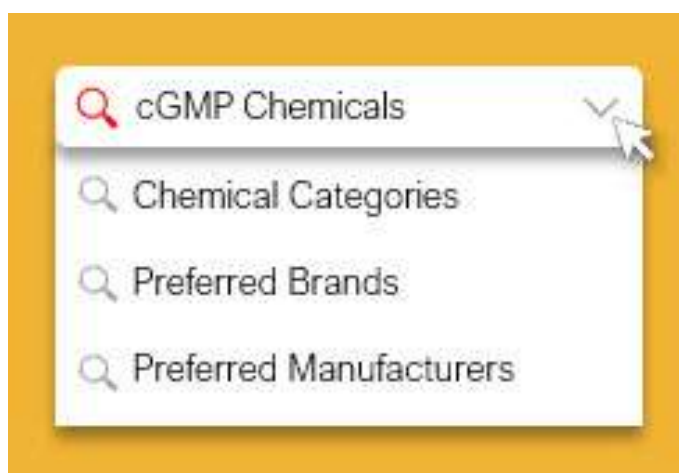 cGMP Chemicals
Chemical Categories
Preferred Brands
Preferred Manufacturers